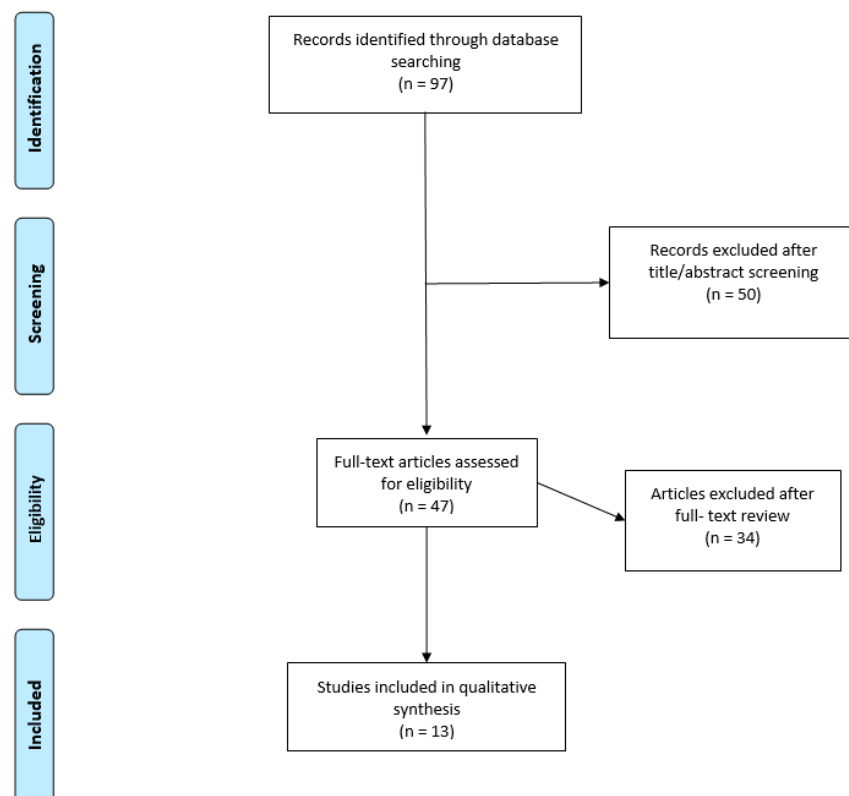 Identification
Records identified through database
searching
(n = 97)
Screening
Records excluded after
title/abstract screening
(n = 50)
Eligibility
Full-text articles assessed
for eligibility
(n = 47)
Articles excluded after
full- text review
(n = 34)
Included
Studies included in qualitative
synthesis
(n = 13)